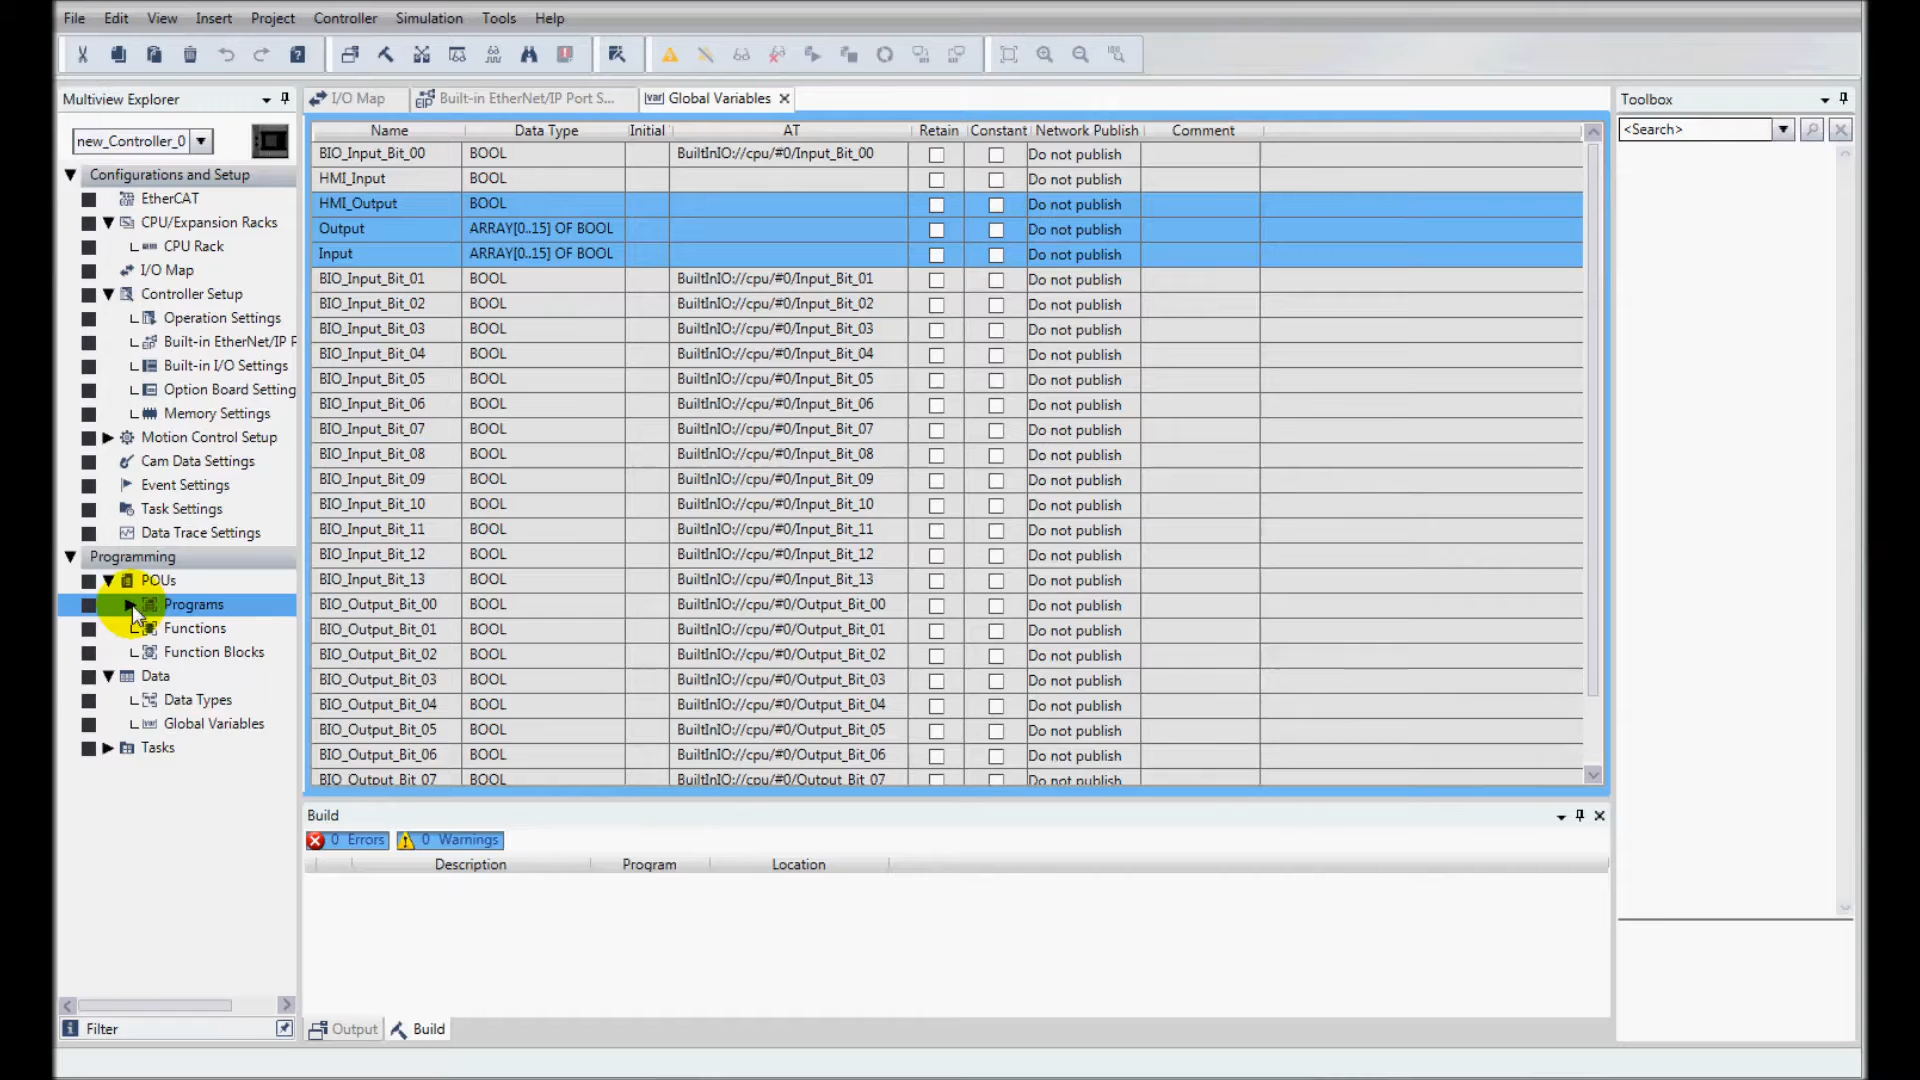 File Edit View Insert Project Controller Simulation Tools Help
Multiview Explorer
new_Controller_0
Configurations and Setup
EtherCAT
CPU/Expansion Racks
CPU Rack
I/O Map
Controller Setup
Operation Settings
Built-in EtherNet/IP F
Built-in I/O Settings
Option Board Setting
Memory Settings
Motion Control Setup
Cam Data Settings
Event Settings
Task Settings
Data Trace Settings
Programming
POUs
Programs
Functions
Function Blocks
Data
Data Types
Global Variables
Tasks
Filter
I/O Map Built-in EtherNet/IP Port S... Global Variables
Name Data Type Initial AT Retain Constant Network Publish Comment
BIO_Input_Bit_00 BOOL BuiltInIO://cpu/#0/Input_Bit_00 Do not publish
HMI_Input BOOL Do not publish
HMI_Output BOOL Do not publish
Output ARRAY[0..15] OF BOOL Do not publish
Input ARRAY[0..15] OF BOOL Do not publish
BIO_Input_Bit_01 BOOL BuiltInIO://cpu/#0/Input_Bit_01 Do not publish
BIO_Input_Bit_02 BOOL BuiltInIO://cpu/#0/Input_Bit_02 Do not publish
BIO_Input_Bit_03 BOOL BuiltInIO://cpu/#0/Input_Bit_03 Do not publish
BIO_Input_Bit_04 BOOL BuiltInIO://cpu/#0/Input_Bit_04 Do not publish
BIO_Input_Bit_05 BOOL BuiltInIO://cpu/#0/Input_Bit_05 Do not publish
BIO_Input_Bit_06 BOOL BuiltInIO://cpu/#0/Input_Bit_06 Do not publish
BIO_Input_Bit_07 BOOL BuiltInIO://cpu/#0/Input_Bit_07 Do not publish
BIO_Input_Bit_08 BOOL BuiltInIO://cpu/#0/Input_Bit_08 Do not publish
BIO_Input_Bit_09 BOOL BuiltInIO://cpu/#0/Input_Bit_09 Do not publish
BIO_Input_Bit_10 BOOL BuiltInIO://cpu/#0/Input_Bit_10 Do not publish
BIO_Input_Bit_11 BOOL BuiltInIO://cpu/#0/Input_Bit_11 Do not publish
BIO_Input_Bit_12 BOOL BuiltInIO://cpu/#0/Input_Bit_12 Do not publish
BIO_Input_Bit_13 BOOL BuiltInIO://cpu/#0/Input_Bit_13 Do not publish
BIO_Output_Bit_00 BOOL BuiltInIO://cpu/#0/Output_Bit_00 Do not publish
BIO_Output_Bit_01 BOOL BuiltInIO://cpu/#0/Output_Bit_01 Do not publish
BIO_Output_Bit_02 BOOL BuiltInIO://cpu/#0/Output_Bit_02 Do not publish
BIO_Output_Bit_03 BOOL BuiltInIO://cpu/#0/Output_Bit_03 Do not publish
BIO_Output_Bit_04 BOOL BuiltInIO://cpu/#0/Output_Bit_04 Do not publish
BIO_Output_Bit_05 BOOL BuiltInIO://cpu/#0/Output_Bit_05 Do not publish
BIO_Output_Bit_06 BOOL BuiltInIO://cpu/#0/Output_Bit_06 Do not publish
BIO_Output_Bit_07 BOOL BuiltInIO://cpu/#0/Output_Bit_07 Do not publish
Build
0 Errors 0 Warnings
Description Program Location
Output Build
Toolbox
<Search>